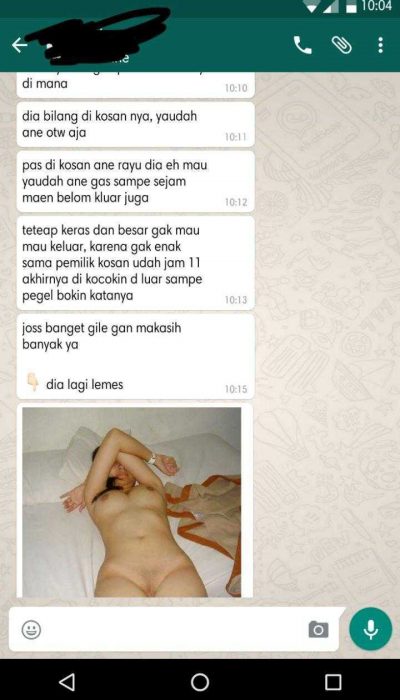 10:04
di mana
10:10
dia bilang di kosan nya, yaudah
ane otw aja
10:11
pas di kosan ane rayu dia eh mau
yaudah ane gas sampe sejam
maen belom kluar juga
10:12
teteap keras dan besar gak mau
mau keluar, karena gak enak
sama pemilik kosan udah jam 11
akhirnya di kocokin d luar sampe
pegel bokin katanya
10:13
joss banget gile gan makasih
banyak ya
👇🏻 dia lagi lemes
10:15